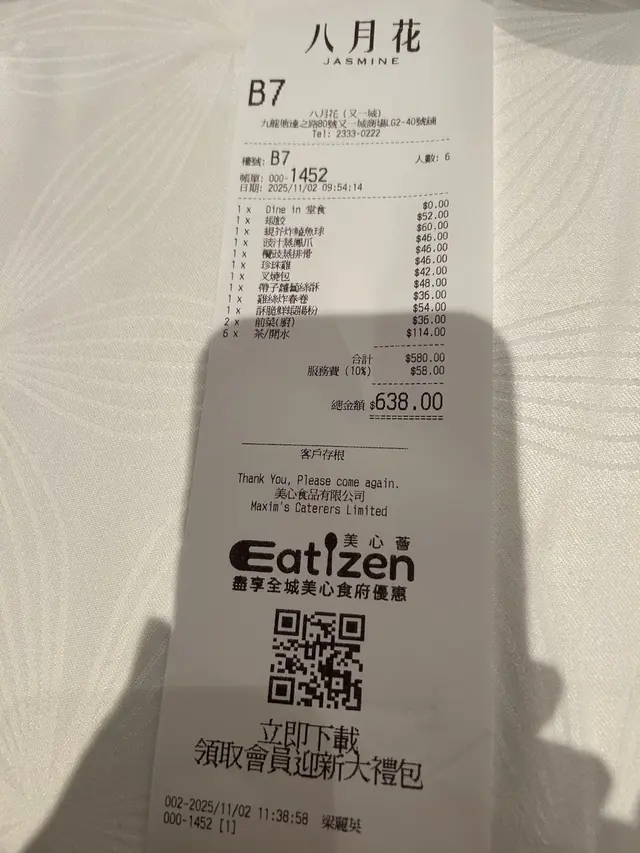 八月花
JASMINE
B7
八月花 (又一城)
九龍塘達之路80號又一城商場LG2-40號舖
Tel: 2333-0222
檯號: B7 人數: 6
帳單: 000-1452
日期: 2025/11/02 09:54:14
1 x Dine in 堂食 $0.00
1 x 蝦餃 $52.00
1 x 蜆芥炸鯪魚球 $60.00
1 x 豉汁蒸鳳爪 $46.00
1 x 欖豉蒸排骨 $46.00
1 x 珍珠雞 $46.00
1 x 叉燒包 $42.00
1 x 帶子蘿蔔絲酥 $48.00
1 x 雞絲炸春卷 $36.00
1 x 酥脆鮮蝦腸粉 $54.00
2 x 前菜(廚) $36.00
6 x 茶/開水 $114.00
合計 $580.00
服務費 (10%) $58.00
總金額 $638.00
客戶存根
Thank You, Please come again.
美心食品有限公司
Maxim's Caterers Limited
美心薈
Eatizen
盡享全城美心食府優惠
立即下載
領取會員迎新大禮包
002-2025/11/02 11:38:58 梁麗英
000-1452 [1]